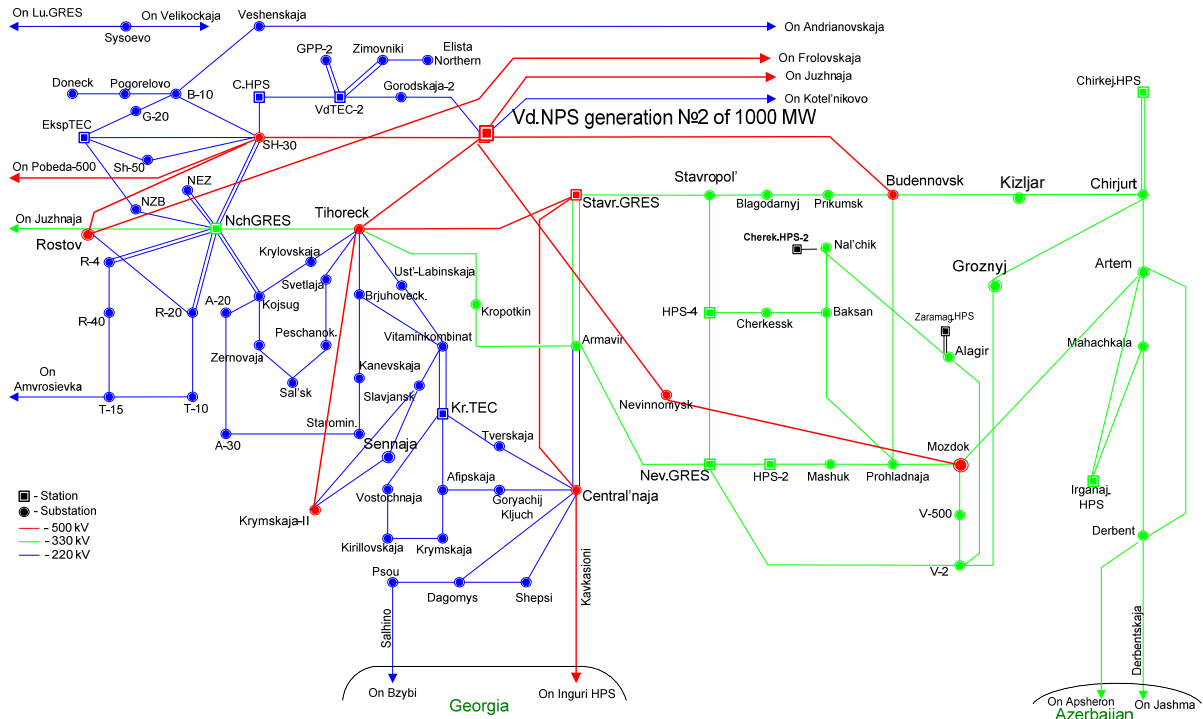 On Lu.GRES
On Velikockaja
Sysoevo
Veshenskaja
On Andrianovskaja
GPP-2
Zimovniki
Elista
Northern
On Frolovskaja
On Juzhnaja
Doneck
Pogorelovo
B-10
C.HPS
VdTEC-2
Gorodskaja-2
On Kotel'nikovo
Chirkej.HPS
G-20
EkspTEC
Vd.NPS generation №2 of 1000 MW
SH-30
Sh-50
On Pobeda-500
NEZ
NZB
Stavropol'
Budennovsk
Kizljar
Chirjurt
Blagodarnyj
Prikumsk
Stavr.GRES
On Juzhnaja
NchGRES
Tihoreck
Rostov
Krylovskaja
Cherek.HPS-2
Nal'chik
R-4
Svetlaja
Ust'-Labinskaja
Groznyj
Artem
A-20
Kojsug
Brjuhoveck.
Kropotkin
HPS-4
Cherkessk
Baksan
Zaramag.HPS
R-40
R-20
Peschanok.
Vitaminkombinat
Armavir
Alagir
Mahachkala
Zernovaja
Kanevskaja
On
Amvrosievka
Sal'sk
Slavjansk
Nevinnomysk
T-15
T-10
Kr.TEC
Staromin.
A-30
Sennaja
Tverskaja
Mozdok
Nev.GRES
HPS-2
Mashuk
Prohladnaja
Afipskaja
Vostochnaja
Goryachij
Kljuch
Central'naja
Irganaj.
HPS
- Station
- Substation
- 500 kV
- 330 kV
- 220 kV
Krymskaja-II
V-500
Kirillovskaja
Krymskaja
Derbent
V-2
Psou
Dagomys
Shepsi
Kavkasioni
Salhino
Derbentskaja
On Bzybi
On Inguri HPS
Georgia
On Apsheron
On Jashma
Azerbaijian